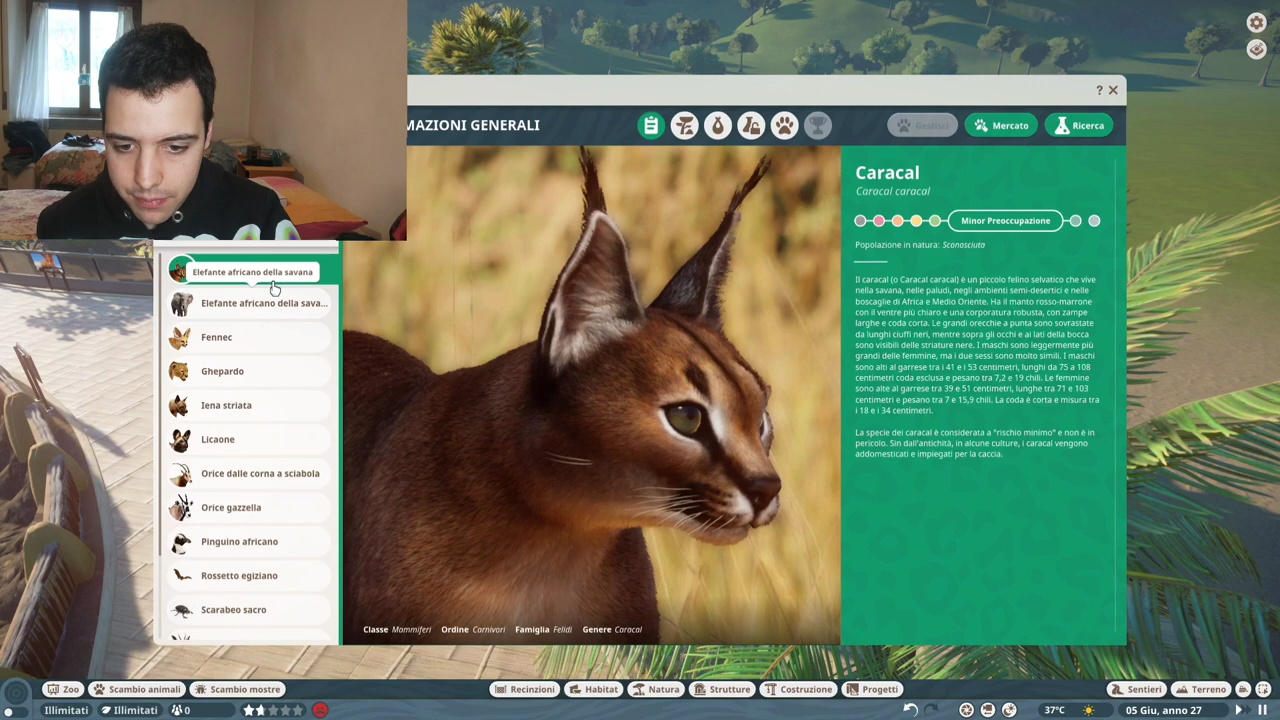 ?
MAZIONI GENERALI
Gestisci
Mercato
Ricerca
Caracal
Caracal caracal
Minor Preoccupazione
Popolazione in natura: Sconosciuta
Il caracal (o Caracal caracal) è un piccolo felino selvatico che vive
nella savana, nelle paludi, negli ambienti semi-desertici e nelle
boscaglie di Africa e Medio Oriente. Ha il manto rosso-marrone
con il ventre più chiaro e una corporatura robusta, con zampe
larghe e coda corta. Le grandi orecchie a punta sono sovrastate
da lunghi ciuffi neri, mentre sopra gli occhi e ai lati della bocca
sono visibili delle striature nere. I maschi sono leggermente più
grandi delle femmine, ma i due sessi sono molto simili. I maschi
sono alti al garrese tra i 41 e i 53 centimetri, lunghi da 75 a 108
centimetri coda esclusa e pesano tra 7,2 e 19 chili. Le femmine
sono alte al garrese tra 39 e 51 centimetri, lunghe tra 71 e 103
centimetri e pesano tra 7 e 15,9 chili. La coda è corta e misura tra
i 18 e i 34 centimetri.
La specie dei caracal è considerata a "rischio minimo" e non è in
pericolo. Sin dall'antichità, in alcune culture, i caracal vengono
addomesticati e impiegati per la caccia.
Elefante africano della savana
Elefante africano della sava...
Fennec
Ghepardo
Iena striata
Licaone
Orice dalle corna a sciabola
Orice gazzella
Pinguino africano
Rossetto egiziano
Scarabeo sacro
Classe Mammiferi Ordine Carnivori Famiglia Felidi Genere Caracal
Zoo
Scambio animali
Scambio mostre
Recinzioni
Habitat
Natura
Strutture
Costruzione
Progetti
Sentieri
Terreno
Illimitati
Illimitati
0
37°C
05 Giu, anno 27